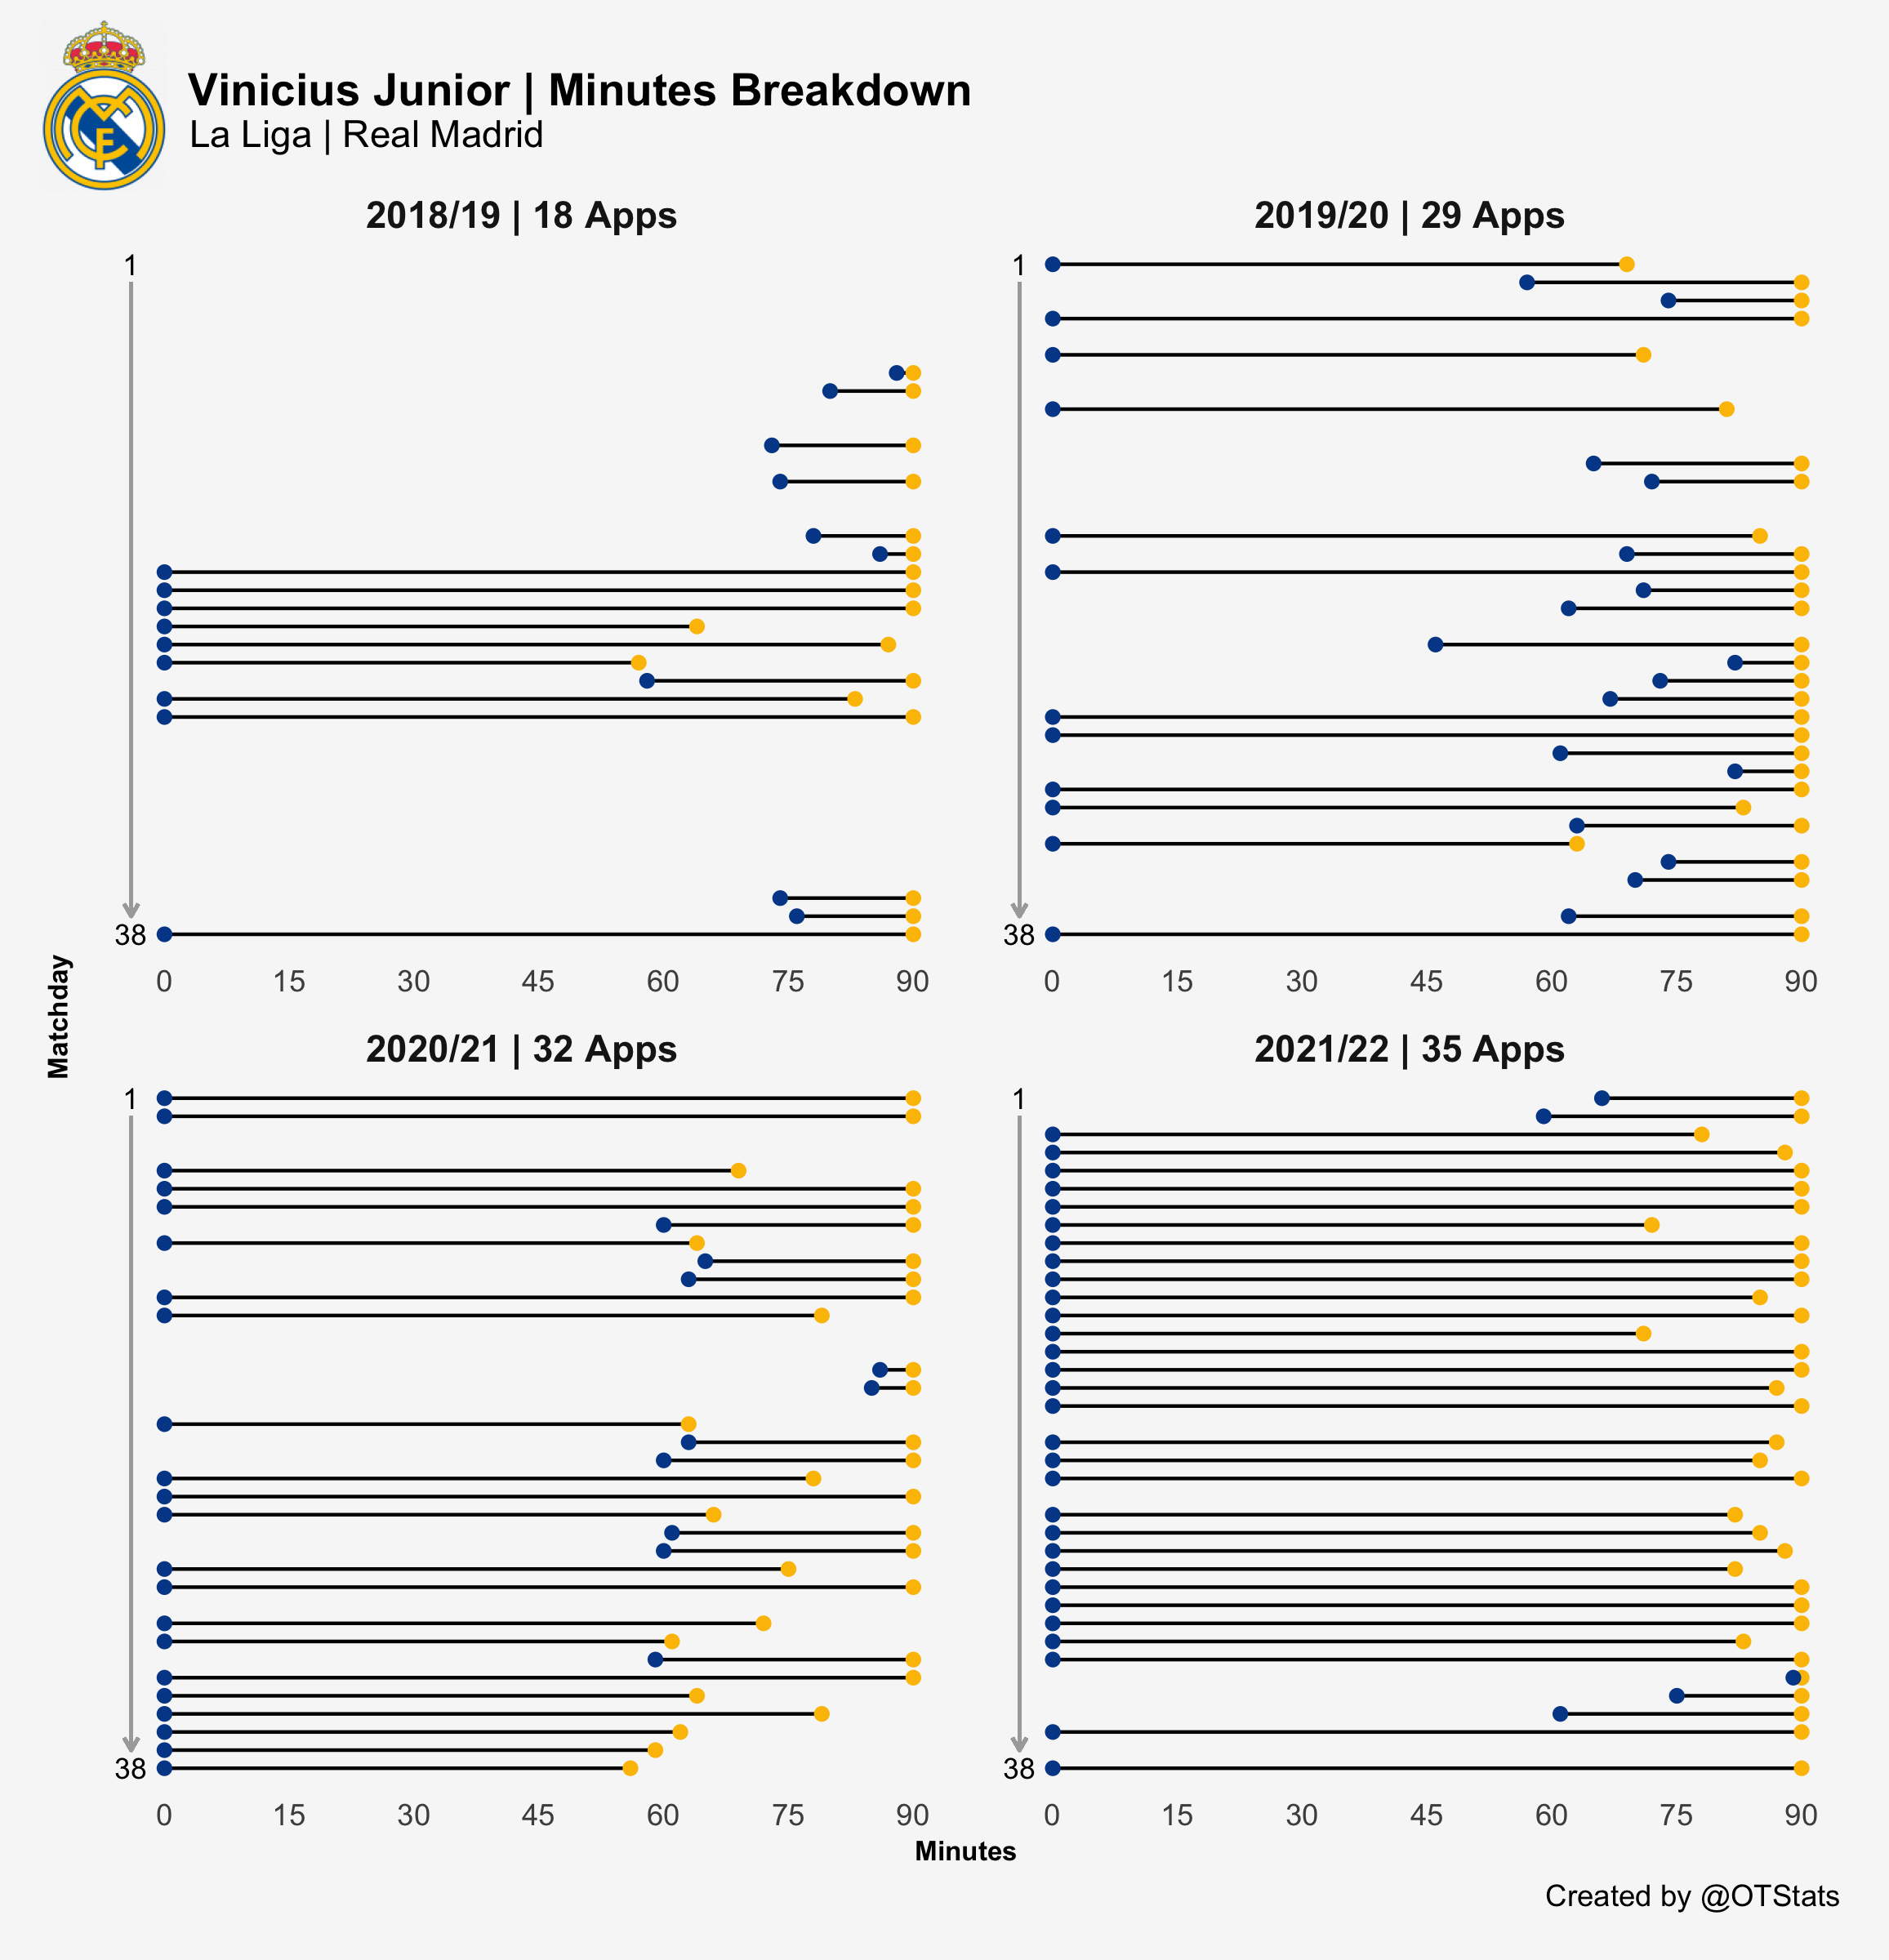 Vinicius Junior | Minutes Breakdown
La Liga | Real Madrid
2018/19 | 18 Apps
2019/20 | 29 Apps
1
1
38
38
0 15 30 45 60 75 90
0 15 30 45 60 75 90
Matchday
2020/21 | 32 Apps
2021/22 | 35 Apps
1
1
38
38
0 15 30 45 60 75 90
0 15 30 45 60 75 90
Minutes
Created by @OTStats